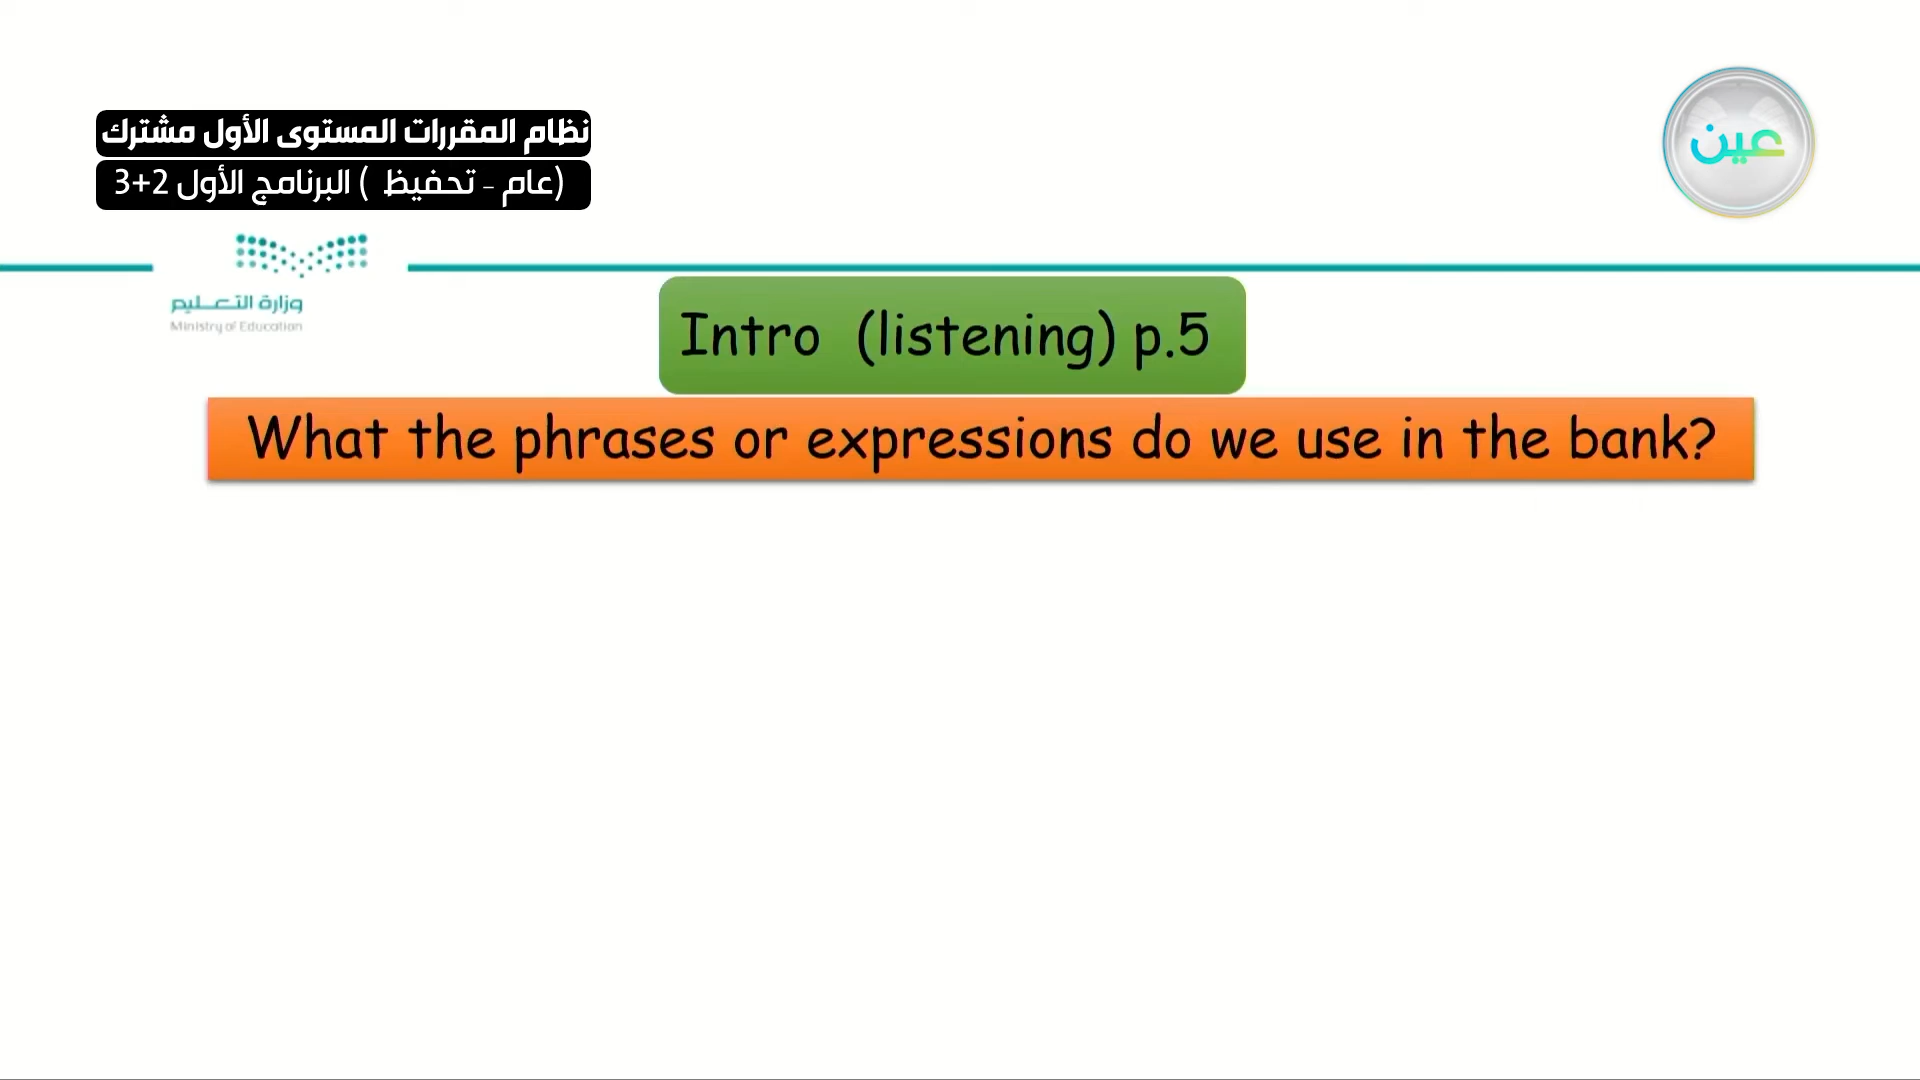 نظام المقررات المستوى الأول مشترك
(عام - تحفيظ ) البرنامج الأول 2+3
عين
وزارة التعليم
Ministry of Education
Intro (listening) p.5
What the phrases or expressions do we use in the bank?